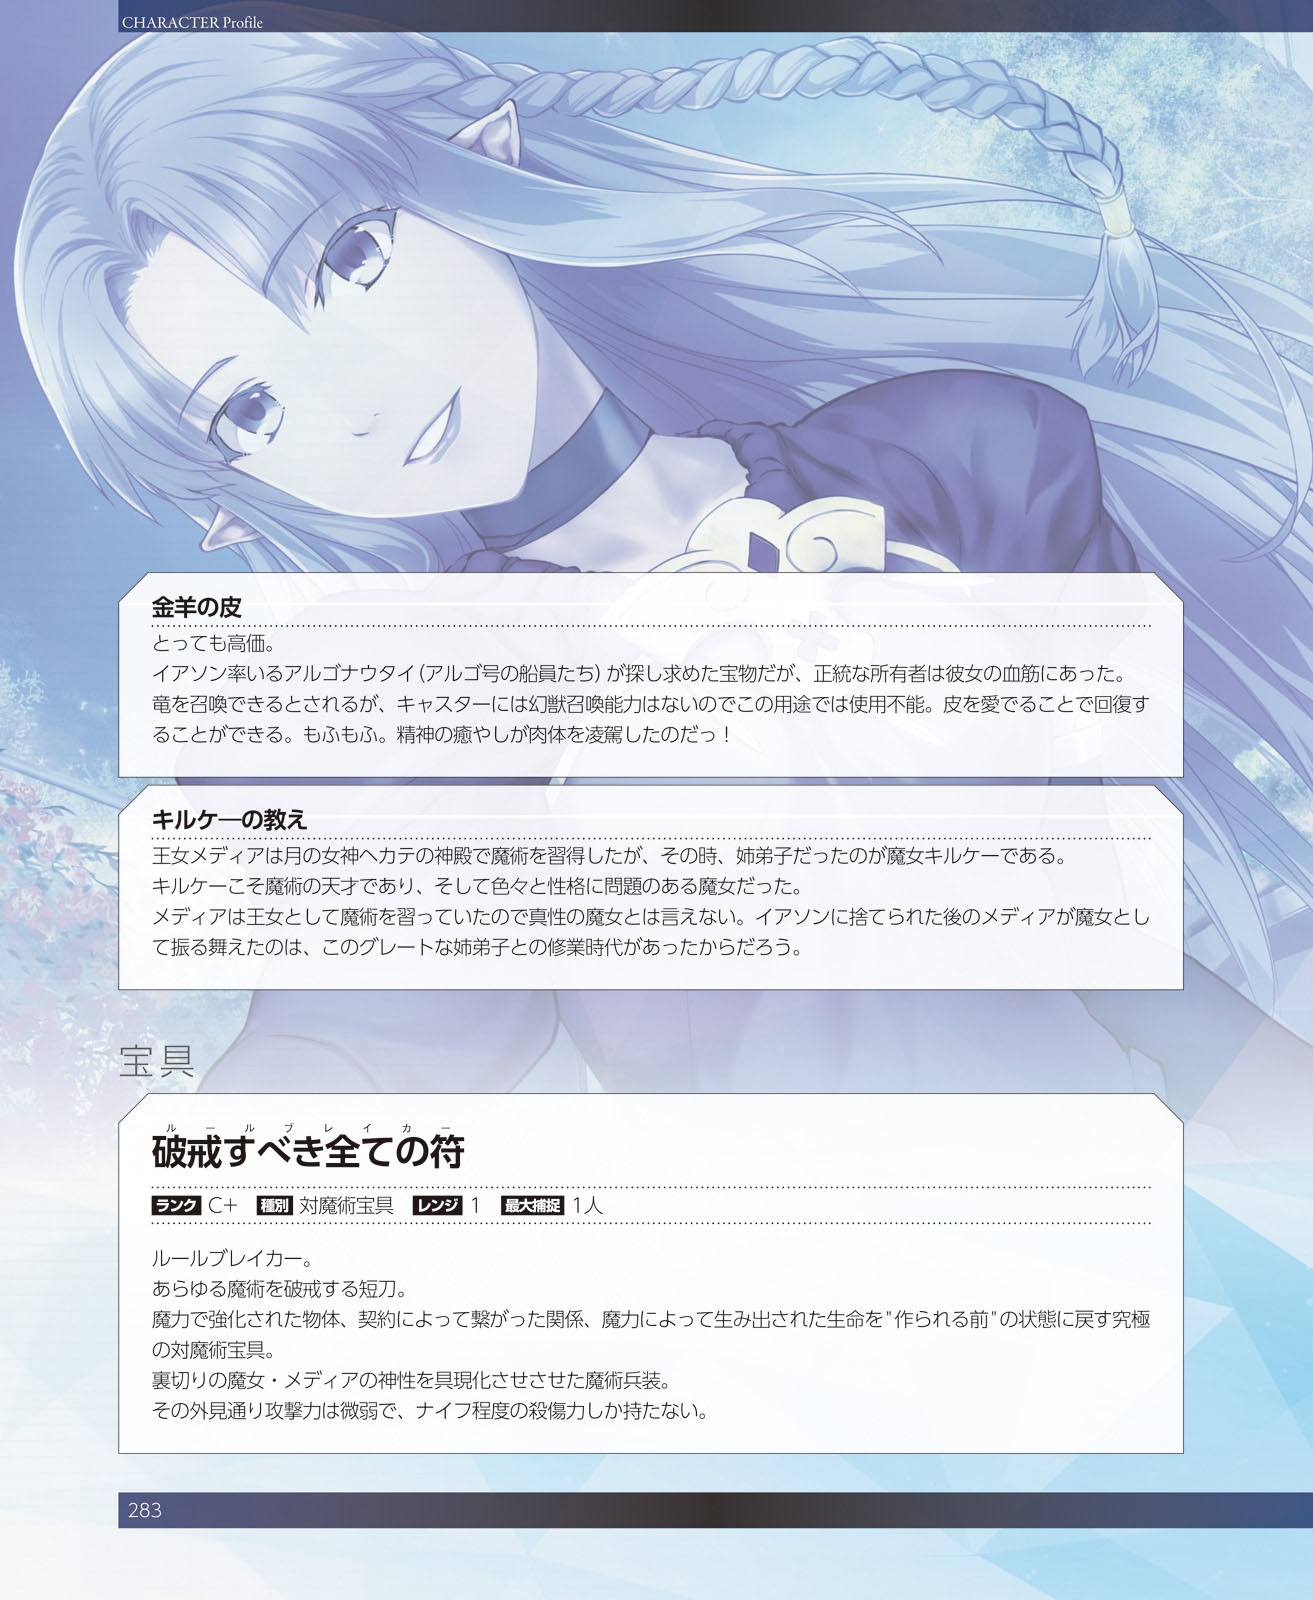 CHARACTER Profile
金羊の皮
とっても高価。
イアソン率いるアルゴナウタイ（アルゴ号の船員たち）が探し求めた宝物だが、正統な所有者は彼女の血筋にあった。
竜を召喚できるとされるが、キャスターには幻獣召喚能力はないのでこの用途では使用不能。皮を愛でることで回復す
ることができる。もふもふ。精神の癒やしが肉体を凌駕したのだっ！
キルケーの教え
王女メディアは月の女神ヘカテの神殿で魔術を習得したが、その時、姉弟子だったのが魔女キルケーである。
キルケーこそ魔術の天才であり、そして色々と性格に問題のある魔女だった。
メディアは王女として魔術を習っていたので真性の魔女とは言えない。イアソンに捨てられた後のメディアが魔女とし
て振る舞えたのは、このグレートな姉弟子との修業時代があったからだろう。
宝具
ルールブレイカー
破戒すべき全ての符
ランク C＋ 種別 対魔術宝具 レンジ 1 最大捕捉 1人
ルールブレイカー。
あらゆる魔術を破戒する短刀。
魔力で強化された物体、契約によって繋がった関係、魔力によって生み出された生命を"作られる前"の状態に戻す究極
の対魔術宝具。
裏切りの魔女・メディアの神性を具現化させさせた魔術兵装。
その外見通り攻撃力は微弱で、ナイフ程度の殺傷力しか持たない。
283